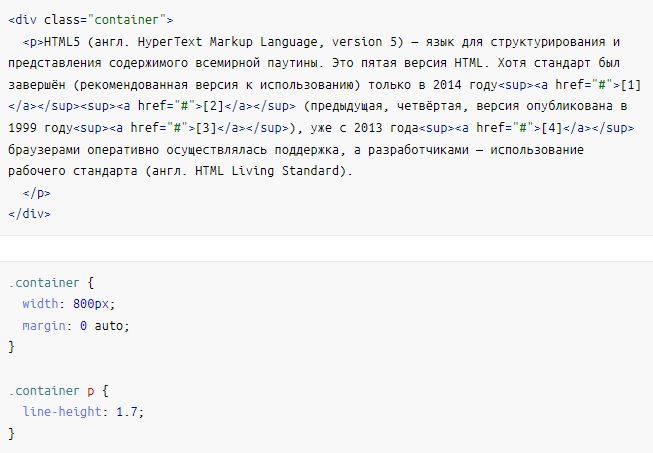 <div class="container">
<p>HTML5 (англ. HyperText Markup Language, version 5) — язык для структурирования и
представления содержимого всемирной паутины. Это пятая версия HTML. Хотя стандарт был
завершён (рекомендованная версия к использованию) только в 2014 году<sup><a href="#">[1]
</a></sup><sup><a href="#">[2]</a></sup> (предыдущая, четвёртая, версия опубликована в
1999 году<sup><a href="#">[3]</a></sup>), уже с 2013 года<sup><a href="#">[4]</a></sup>
браузерами оперативно осуществлялась поддержка, а разработчиками — использование
рабочего стандарта (англ. HTML Living Standard).
</p>
</div>
.container {
width: 800px;
margin: 0 auto;
}
.container p {
line-height: 1.7;
}